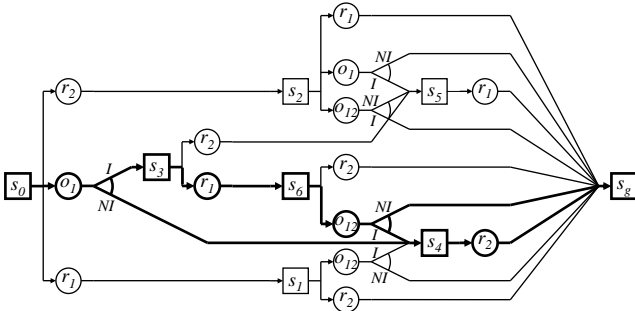 r₁
NI
o₁
I
r₂
s₂
NI
o₁₂
I
s₅
r₁
r₂
I
s₃
s₀
o₁
NI
r₁
s₆
r₂
s_g
NI
o₁₂
I
s₄
r₂
o₁₂
I
NI
r₁
s₁
r₂